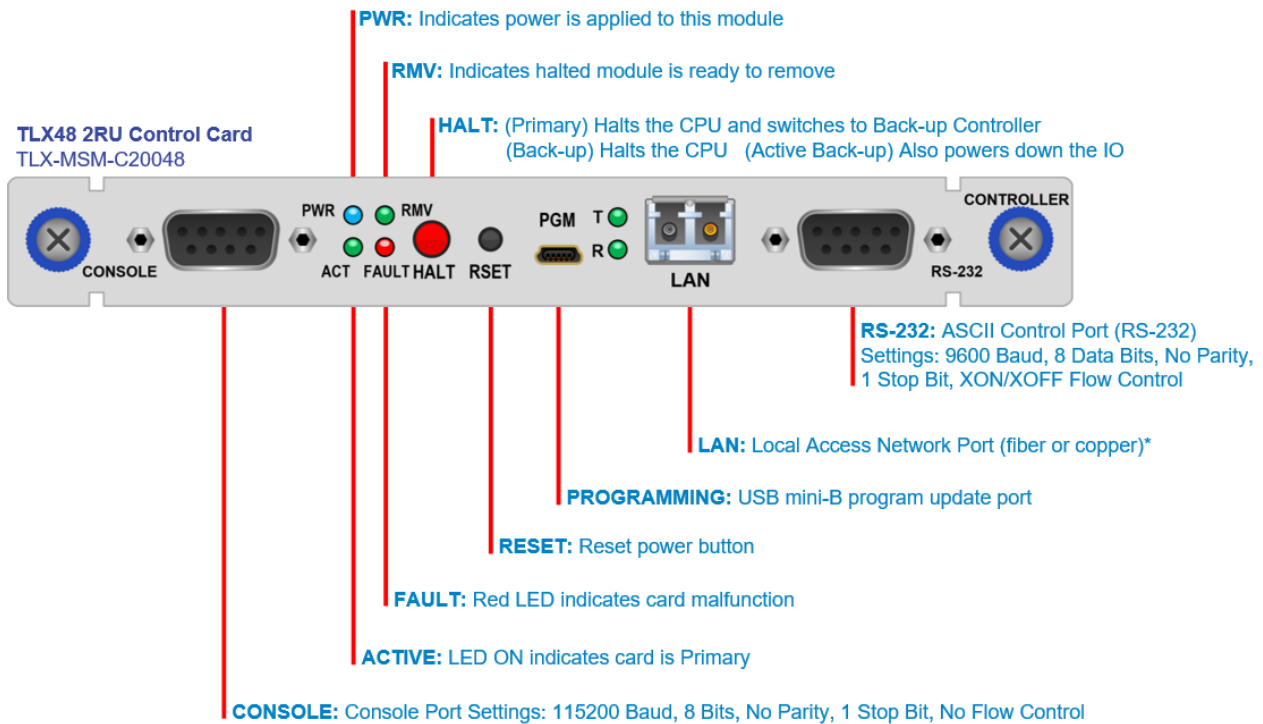 PWR: Indicates power is applied to this module
RMV: Indicates halted module is ready to remove
HALT: (Primary) Halts the CPU and switches to Back-up Controller
(Back-up) Halts the CPU (Active Back-up) Also powers down the IO
TLX48 2RU Control Card
TLX-MSM-C20048
CONTROLLER
PWR RMV
PGM T
R
CONSOLE
ACT FAULT HALT RSET
LAN
RS-232
RS-232: ASCII Control Port (RS-232)
Settings: 9600 Baud, 8 Data Bits, No Parity,
1 Stop Bit, XON/XOFF Flow Control
LAN: Local Access Network Port (fiber or copper)*
PROGRAMMING: USB mini-B program update port
RESET: Reset power button
FAULT: Red LED indicates card malfunction
ACTIVE: LED ON indicates card is Primary
CONSOLE: Console Port Settings: 115200 Baud, 8 Bits, No Parity, 1 Stop Bit, No Flow Control